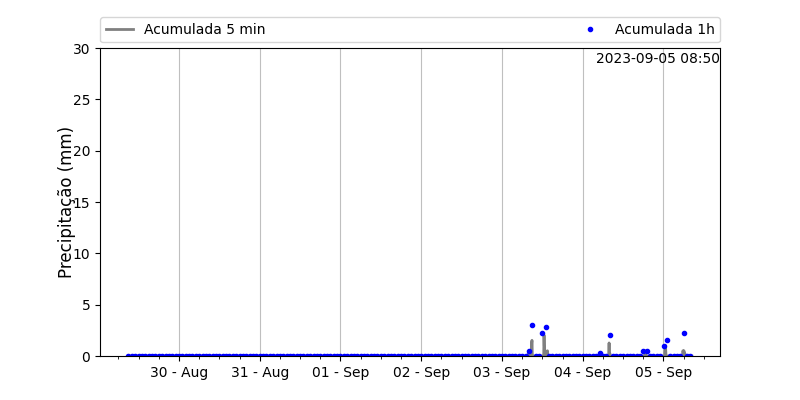 Acumulada 5 min
Acumulada 1h
2023-09-05 08:50
Precipitação (mm)
30
25
20
15
10
5
0
30 - Aug
31 - Aug
01 - Sep
02 - Sep
03 - Sep
04 - Sep
05 - Sep